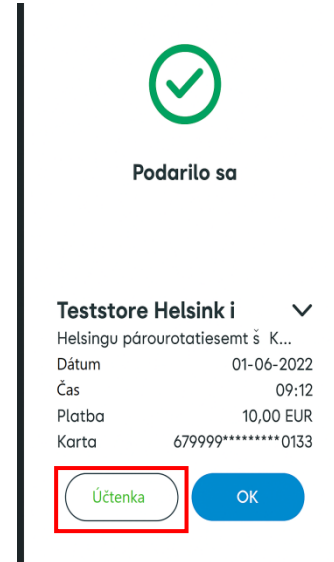 Podarilo sa
Teststore Helsink i
Helsingu párourotatiesemt š K...
Dátum 01-06-2022
Čas 09:12
Platba 10,00 EUR
Karta 679999*********0133
Účtenka OK